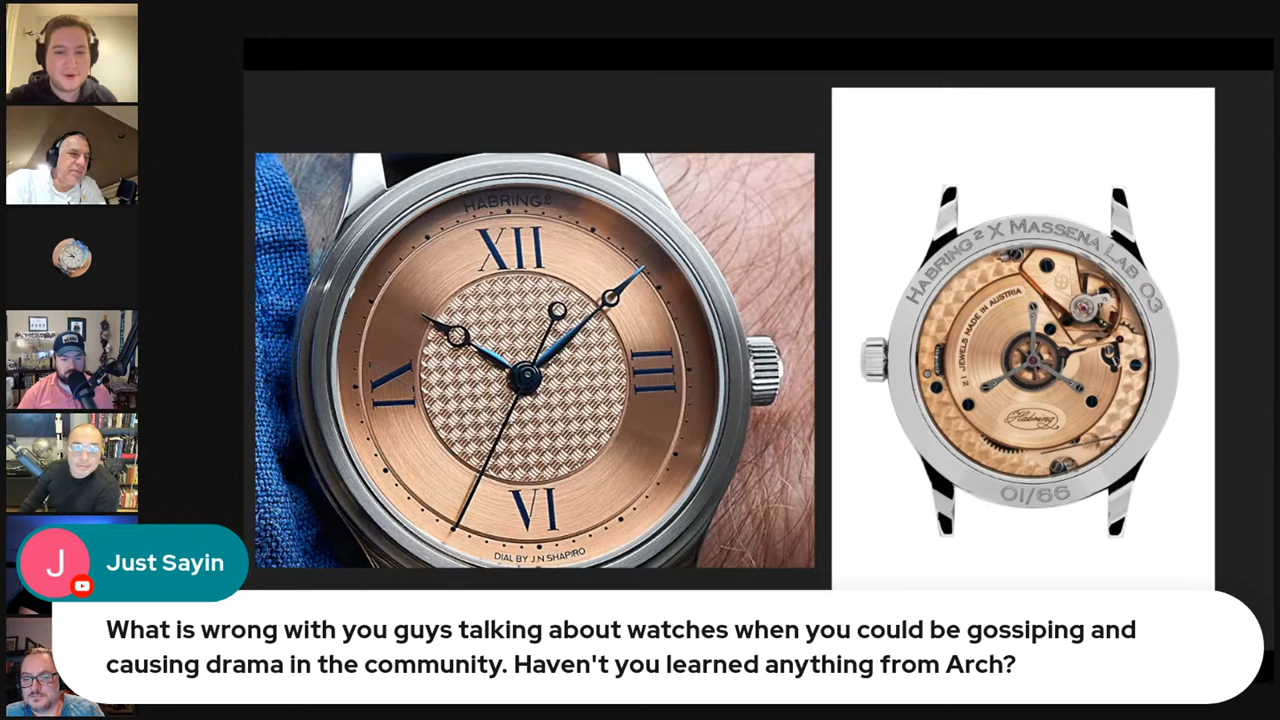 HABRING²
XII
III
VI
IX
DIAL BY J.N.SHAPIRO
HABRING² X MASSENA LAB 03
21 JEWELS MADE IN AUSTRIA
Habring
01/99
J
Just Sayin
What is wrong with you guys talking about watches when you could be gossiping and
causing drama in the community. Haven't you learned anything from Arch?